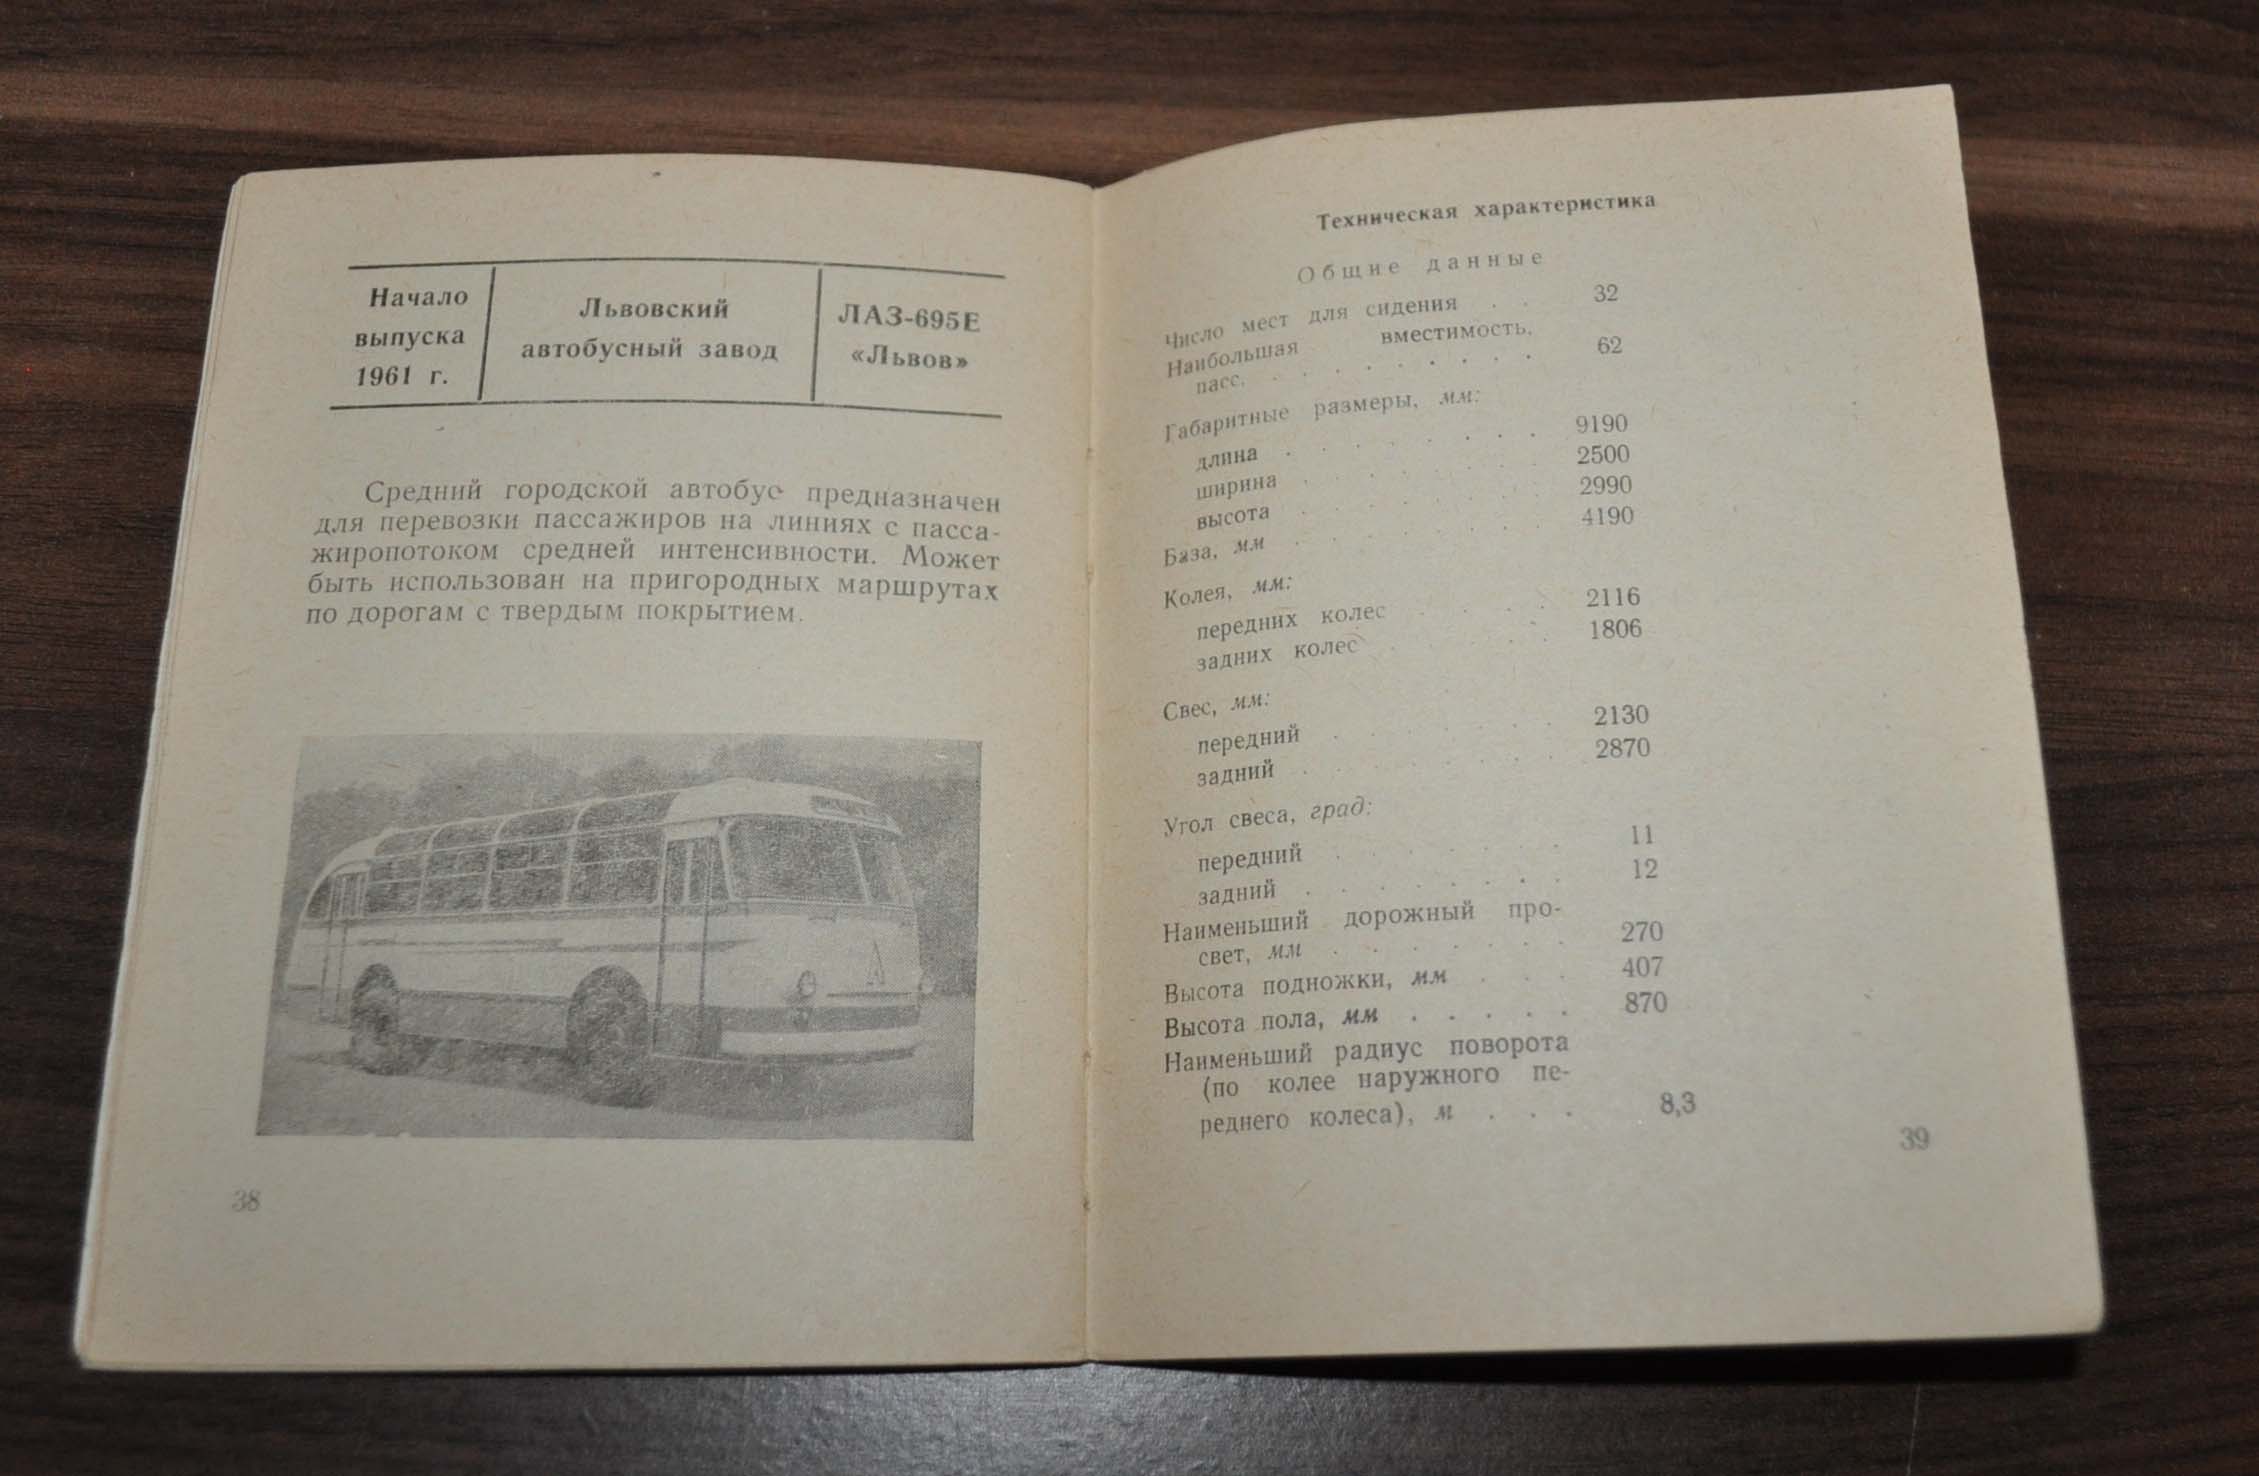 Начало
выпуска
1961 г.
Львовский
автобусный завод
ЛАЗ-695Е
«Львов»
Средний городской автобус предназначен
для перевозки пассажиров на линиях с пасса-
жиропотоком средней интенсивности. Может
быть использован на пригородных маршрутах
по дорогам с твердым покрытием.
38
Техническая характеристика
Общие данные
Число мест для сидения . . 32
Наибольшая вместимость,
пасс. . . . . . . . . 62
Габаритные размеры, мм:
длина . . . . . . . 9190
ширина . . . . . . . 2500
высота . . . . . . . 2990
База, мм . . . . . . . 4190
Колея, мм:
передних колес . . . . 2116
задних колес . . . . 1806
Свес, мм:
передний . . . . . . 2130
задний . . . . . . . 2870
Угол свеса, град:
передний . . . . . . 11
задний . . . . . . . 12
Наименьший дорожный про-
свет, мм . . . . . . 270
Высота подножки, мм . . . 407
Высота пола, мм . . . . . 870
Наименьший радиус поворота
(по колее наружного пе-
реднего колеса), м . . . 8,3
39